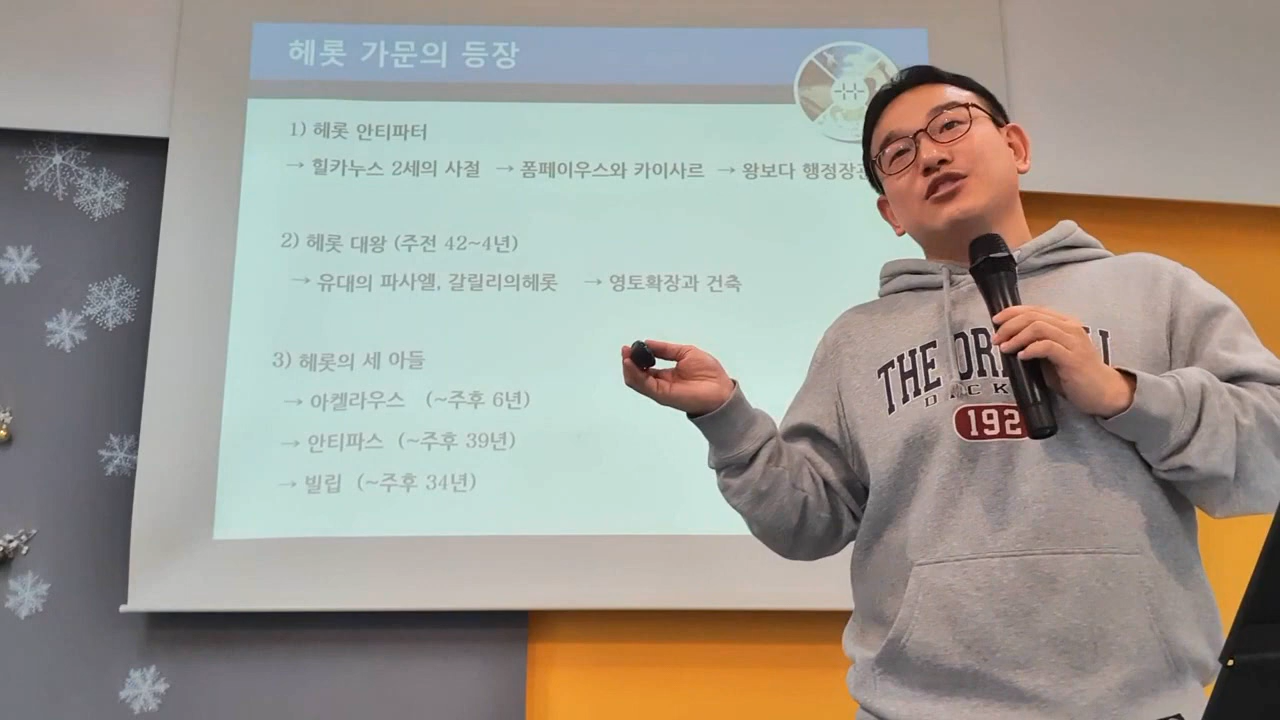 헤롯 가문의 등장
1) 헤롯 안티파터
→ 힐카누스 2세의 사절 → 폼페이우스와 카이사르 → 왕보다
2) 헤롯 대왕 (주전 42~4년)
→ 유대의 파사엘, 갈릴리의헤롯 → 영토확장과 건축
3) 헤롯의 세 아들
→ 아켈라우스 (~주후 6년)
→ 안티파스 (~주후 39년)
→ 빌립 (~주후 34년)
THE
192